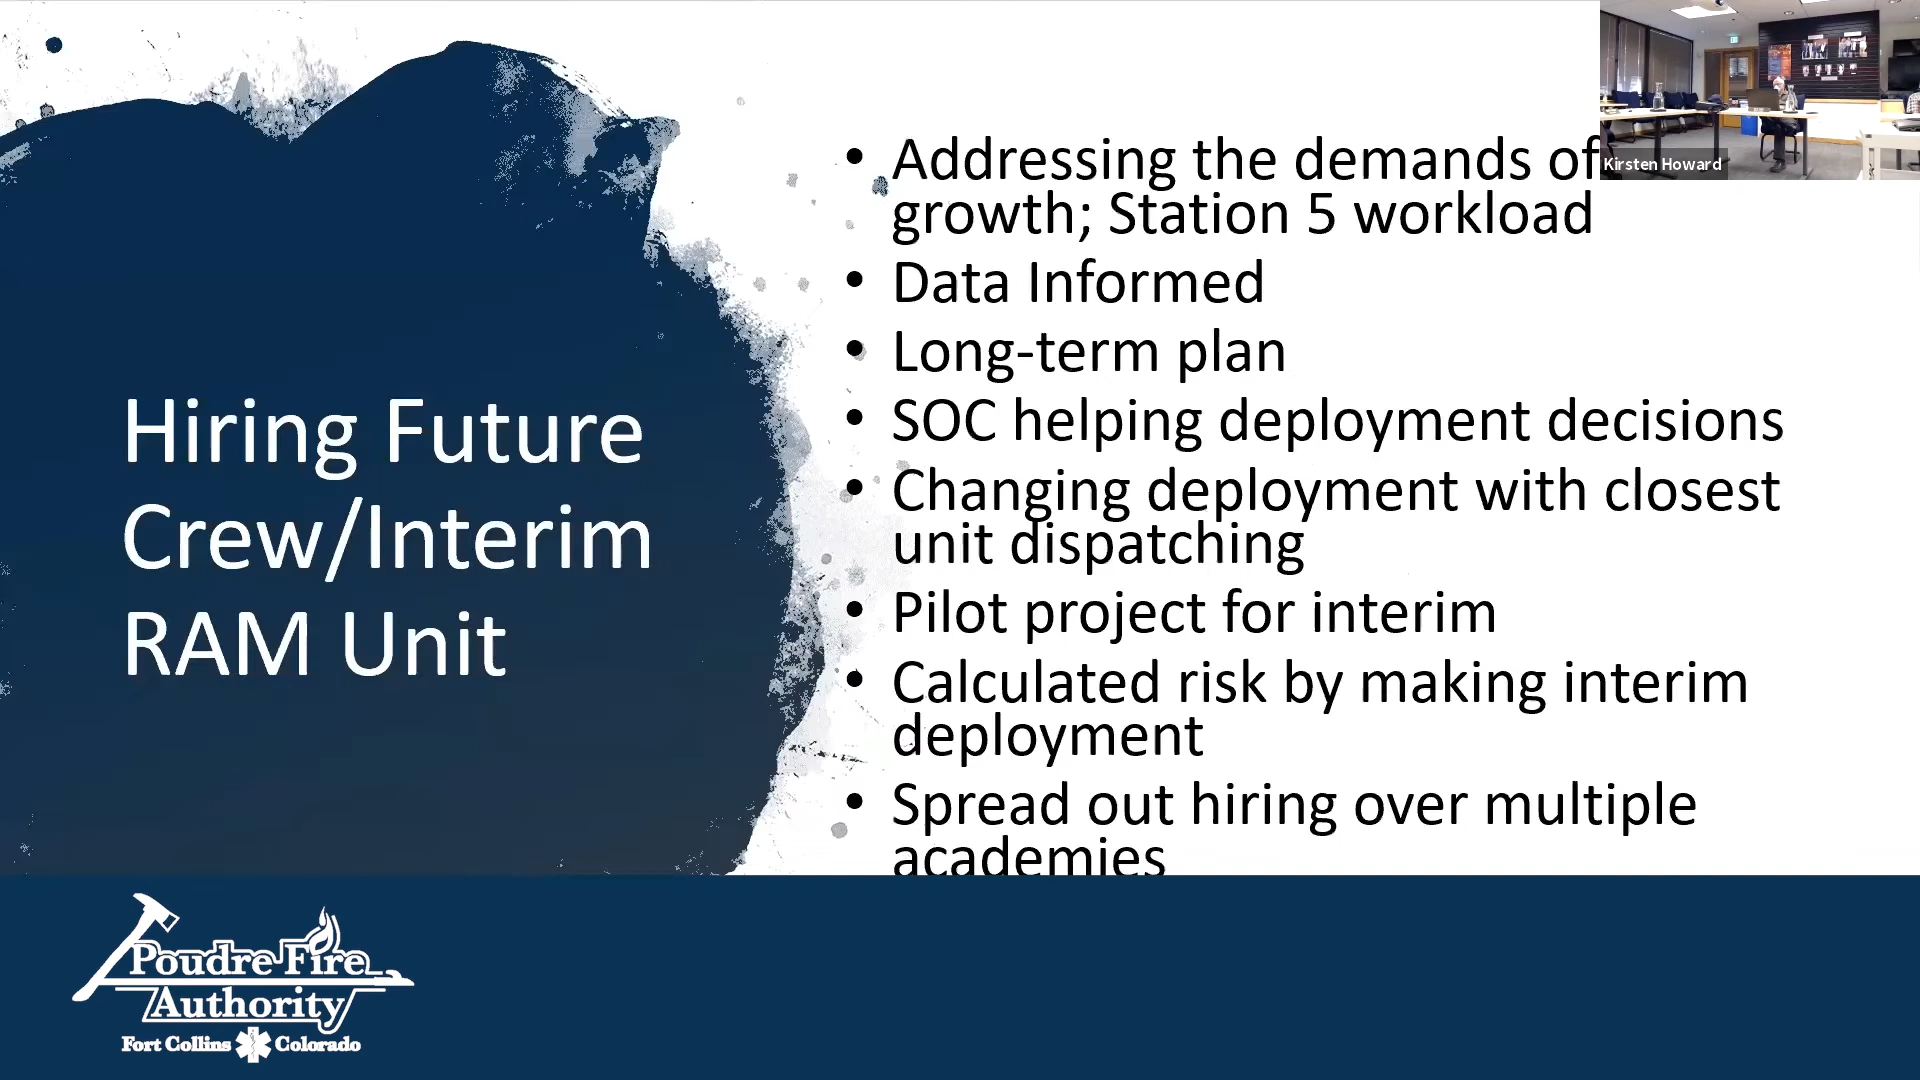 Hiring Future
Crew/Interim
RAM Unit
• Addressing the demands of
growth; Station 5 workload
• Data Informed
• Long-term plan
• SOC helping deployment decisions
• Changing deployment with closest
unit dispatching
• Pilot project for interim
• Calculated risk by making interim
deployment
• Spread out hiring over multiple
academies
Kirsten Howard
Poudre Fire
Authority
Fort Collins Colorado